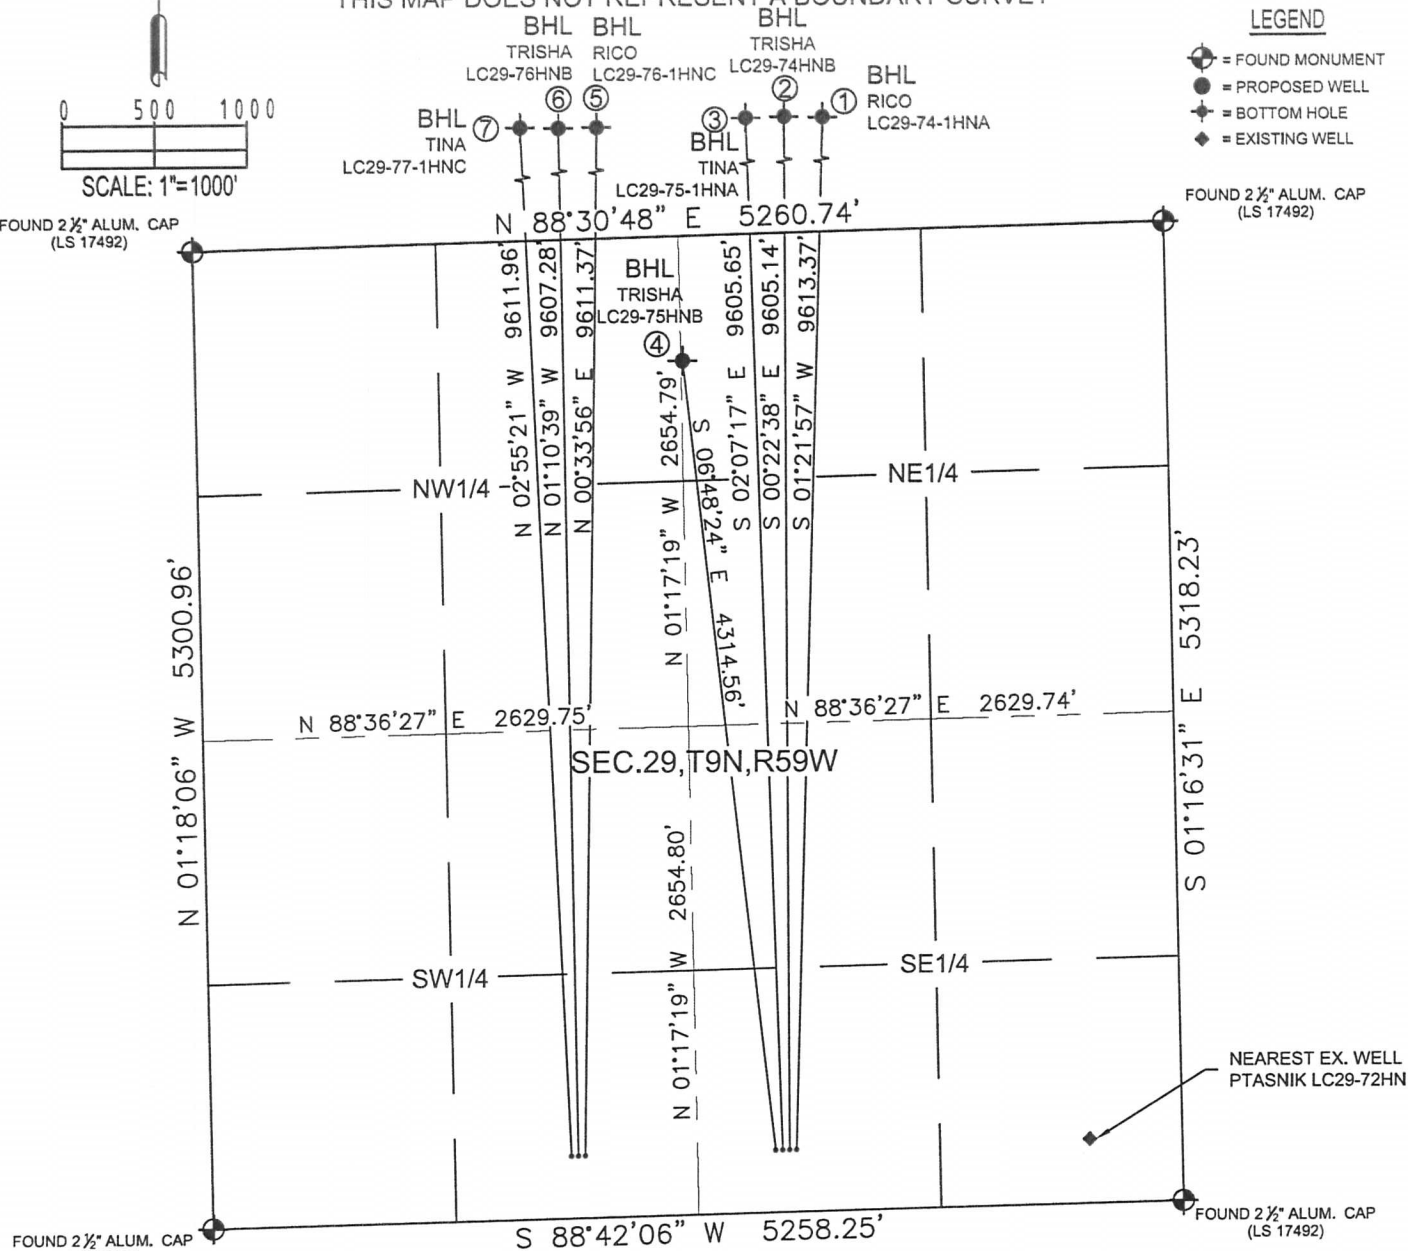 THIS MAP DOES NOT REPRESENT A BOUNDARY SURVEY
0 500 1000
SCALE: 1"=1000'
LEGEND
= FOUND MONUMENT
= PROPOSED WELL
= BOTTOM HOLE
= EXISTING WELL
BHL
TRISHA
LC29-76HNB
⑥
BHL
RICO
LC29-76-1HNC
⑤
BHL
TRISHA
LC29-74HNB
②
① BHL
RICO
LC29-74-1HNA
BHL ⑦
TINA
LC29-77-1HNC
③
BHL
TINA
LC29-75-1HNA
FOUND 2 ½" ALUM. CAP
(LS 17492)
FOUND 2 ½" ALUM. CAP
(LS 17492)
N 88°30'48" E 5260.74'
BHL
TRISHA
LC29-75HNB
④
N 02°55'21" W 9611.96'
N 01°10'39" W 9607.28'
N 00°33'56" E 9611.37'
N 01°17'19" W 2654.79'
S 06°48'24" E 4314.56'
S 02°07'17" E 9605.65'
S 00°22'38" E 9605.14'
S 01°21'57" W 9613.37'
NW1/4
NE1/4
N 01°18'06" W 5300.96'
S 01°16'31" E 5318.23'
N 88°36'27" E 2629.75'
N 88°36'27" E 2629.74'
SEC.29,T9N,R59W
N 01°17'19" W 2654.80'
SW1/4
SE1/4
NEAREST EX. WELL
PTASNIK LC29-72HN
S 88°42'06" W 5258.25'
FOUND 2 ½" ALUM. CAP
FOUND 2 ½" ALUM. CAP
(LS 17492)